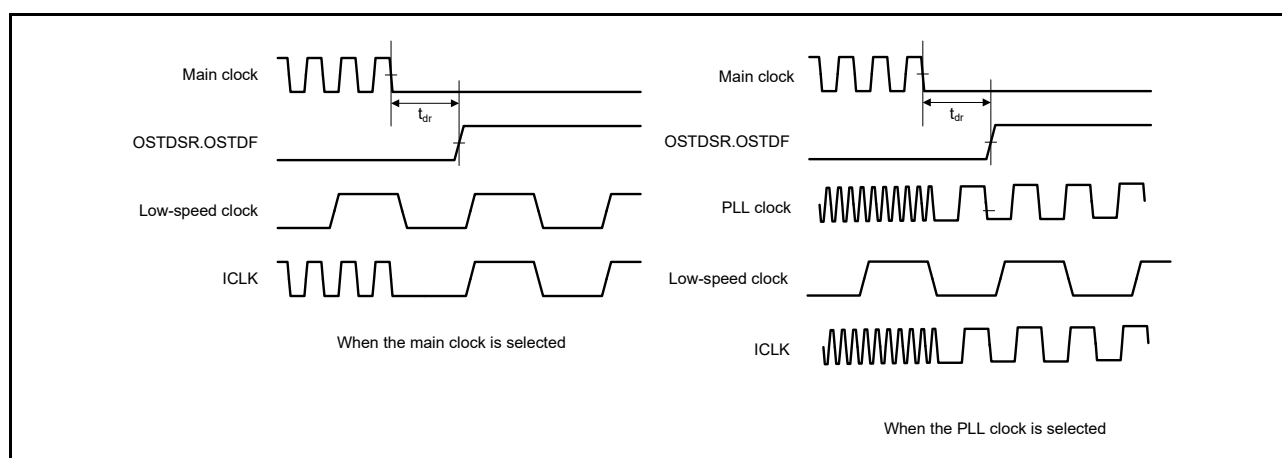 Main clock
t_dr
OSTDSR.OSTDF
Low-speed clock
ICLK
When the main clock is selected
Main clock
t_dr
OSTDSR.OSTDF
PLL clock
Low-speed clock
ICLK
When the PLL clock is selected